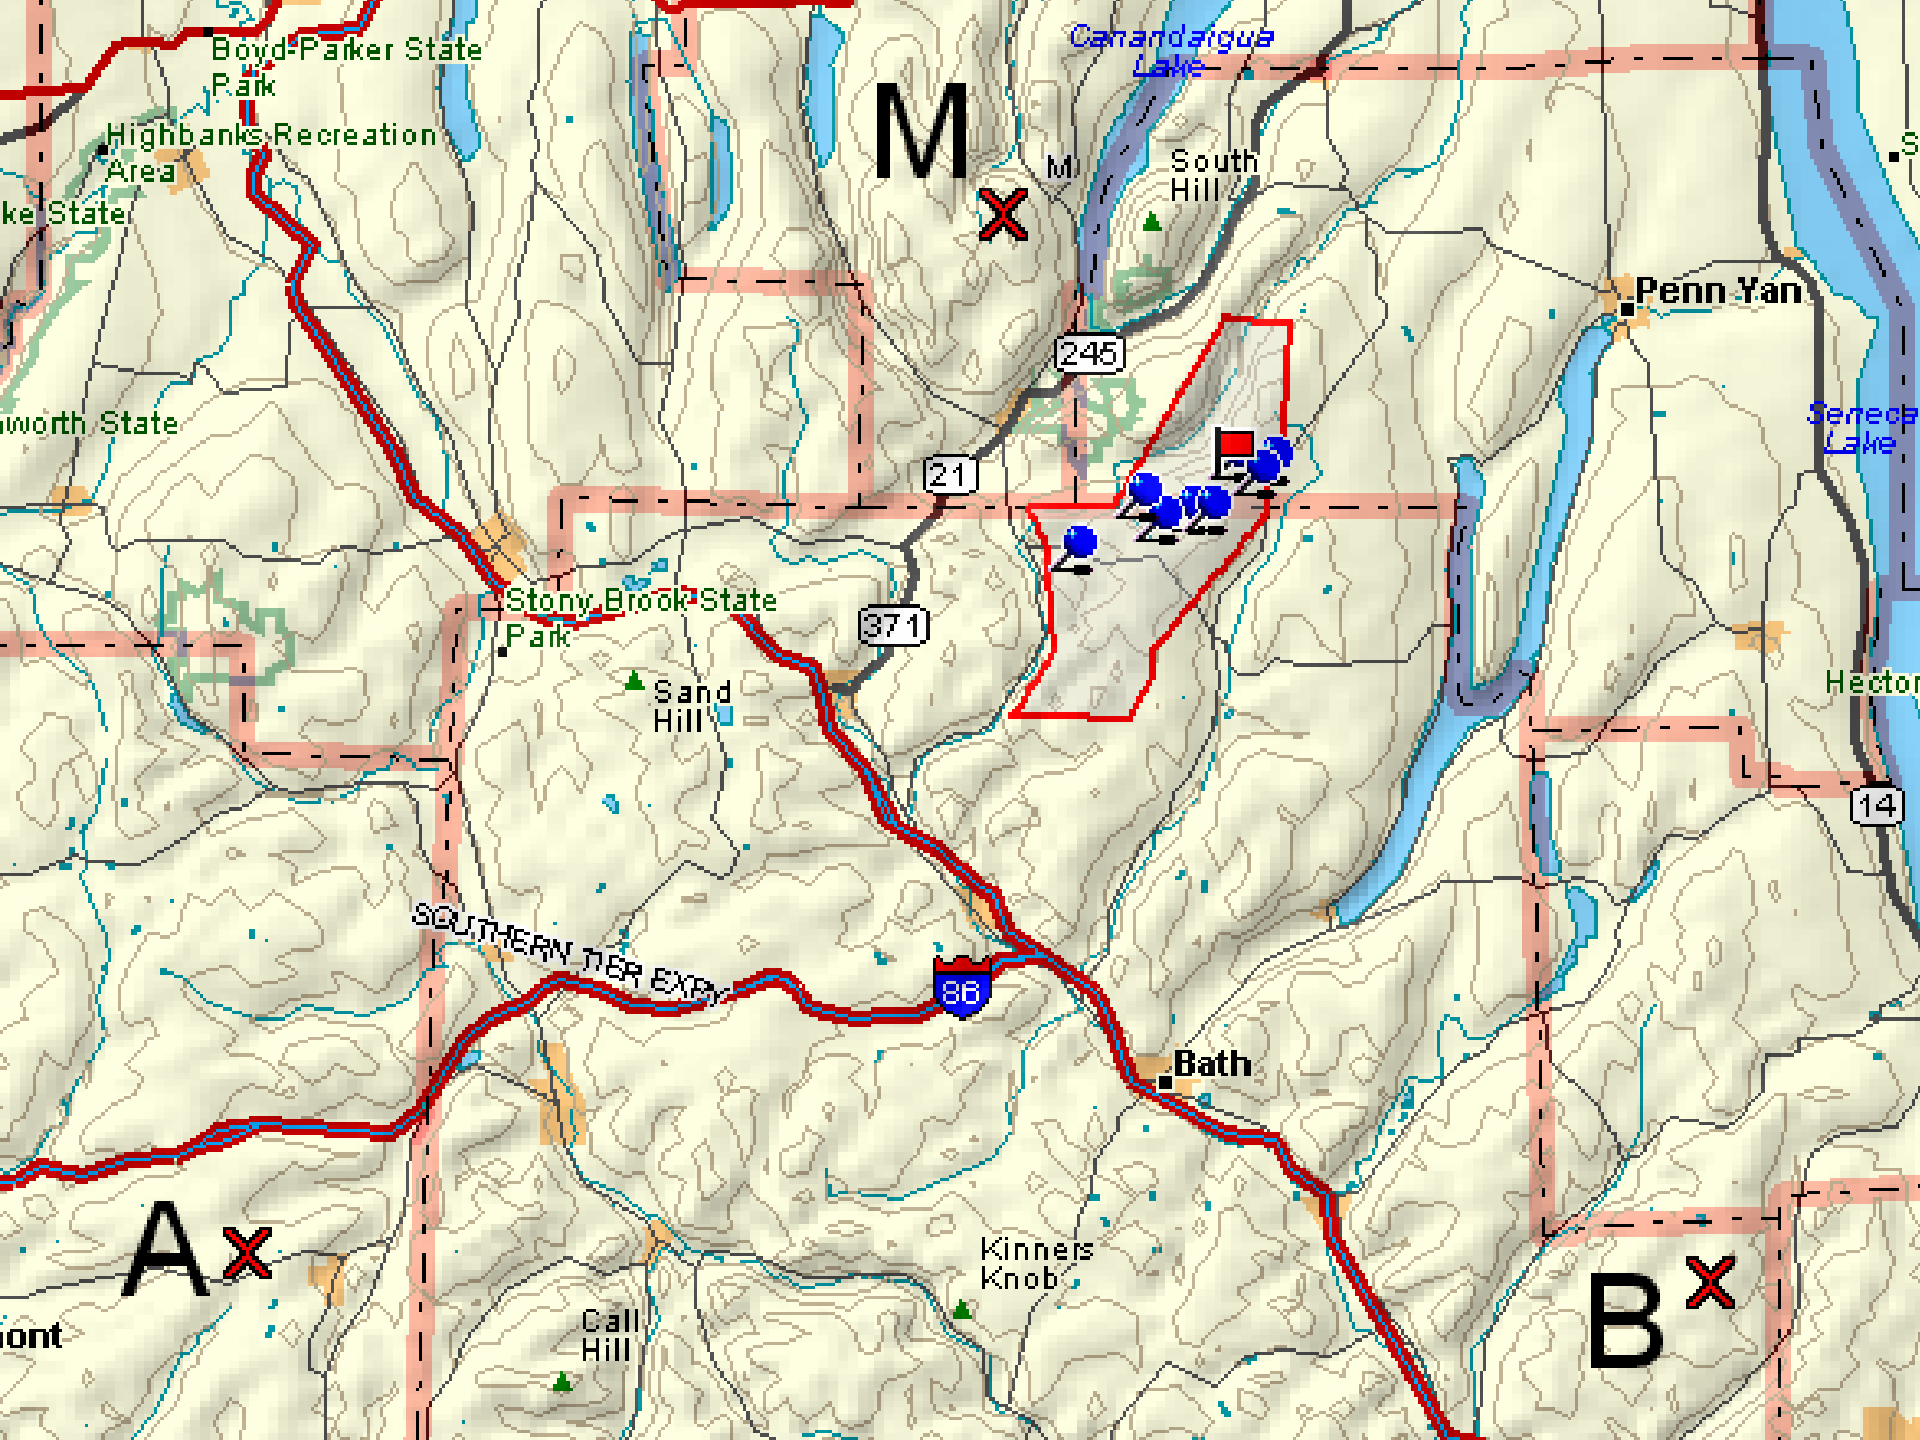 Boyd-Parker State
Park
Canandaigua
Lake
M
Highbanks Recreation
Area
M
South
Hill
S
ke State
Penn Yan
245
worth State
Seneca
Lake
21
Stony Brook State
Park
371
Sand
Hill
Hector
14
SOUTHERN TIER EXPY
86
Bath
A
Kinners
Knob
B
Call
Hill
mont